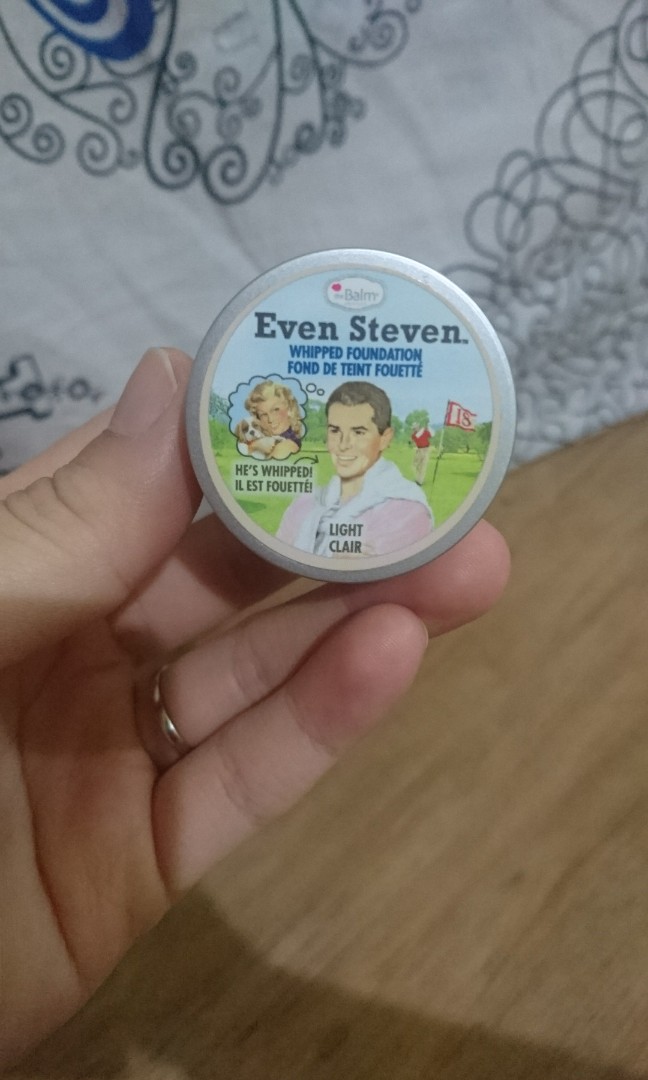 theBalm
Even Steven.
WHIPPED FOUNDATION
FOND DE TEINT FOUETTÉ
HE'S WHIPPED!
IL EST FOUETTÉ!
LIGHT
CLAIR